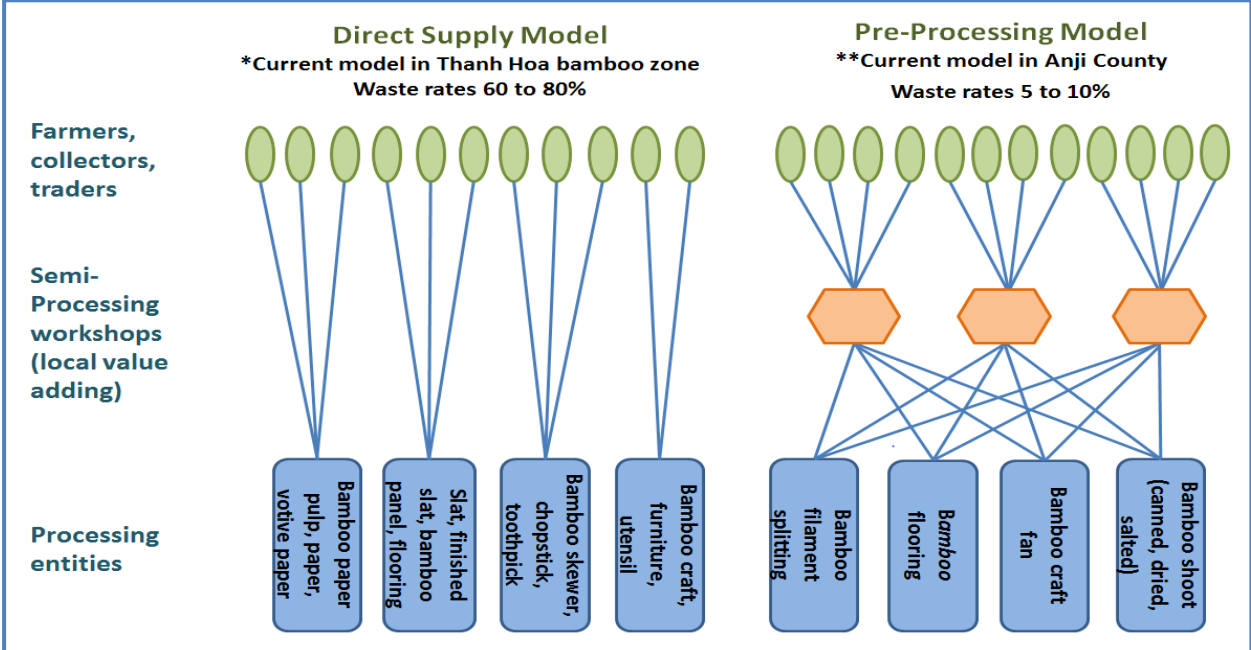 Direct Supply Model
*Current model in Thanh Hoa bamboo zone
Waste rates 60 to 80%
Pre-Processing Model
**Current model in Anji County
Waste rates 5 to 10%
Farmers,
collectors,
traders
Semi-
Processing
workshops
(local value
adding)
Processing
entities
Bamboo paper
pulp, paper,
votive paper
Slat, finished
slat, bamboo
panel, flooring
Bamboo skewer,
chopstick,
toothpick
Bamboo craft,
furniture,
utensil
Bamboo
filament
splitting
Bamboo
flooring
Bamboo craft
fan
Bamboo shoot
(canned, dried,
salted)